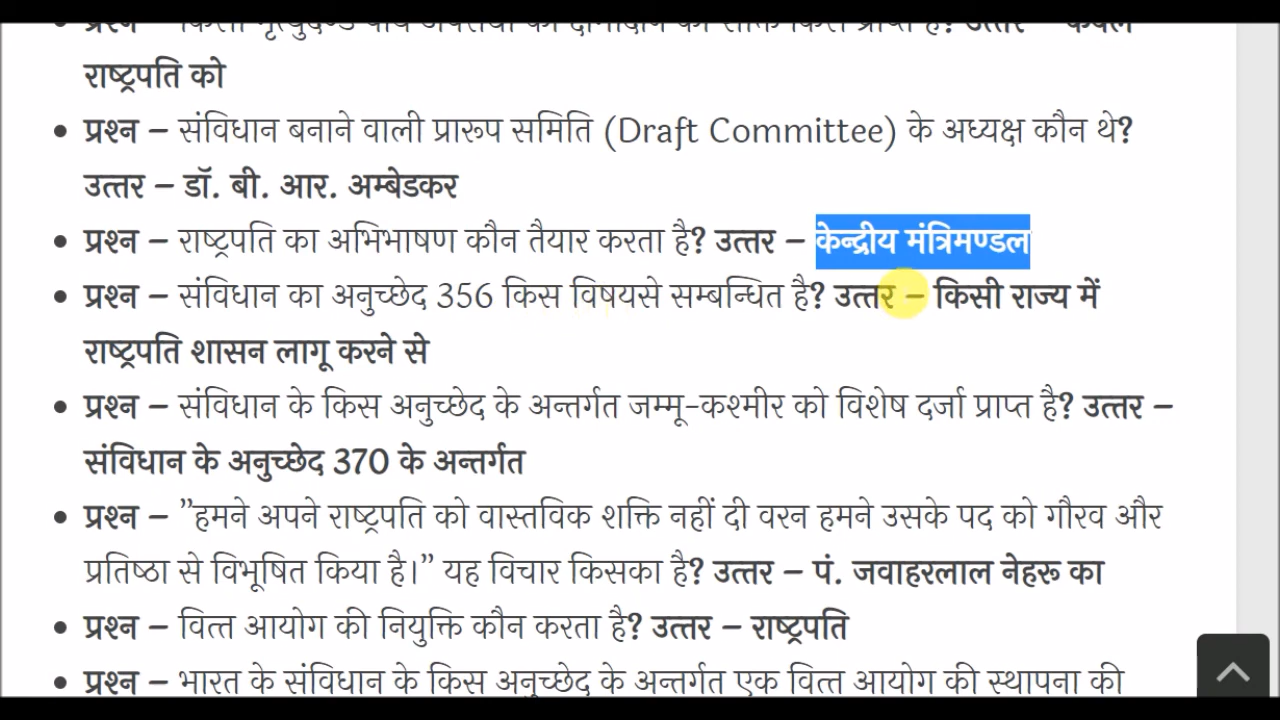 राष्ट्रपति को
प्रश्न – संविधान बनाने वाली प्रारूप समिति (Draft Committee) के अध्यक्ष कौन थे?
उत्तर – डॉ. बी. आर. अम्बेडकर
प्रश्न – राष्ट्रपति का अभिभाषण कौन तैयार करता है? उत्तर – केन्द्रीय मंत्रिमण्डल
प्रश्न – संविधान का अनुच्छेद 356 किस विषयसे सम्बन्धित है? उत्तर – किसी राज्य में
राष्ट्रपति शासन लागू करने से
प्रश्न – संविधान के किस अनुच्छेद के अन्तर्गत जम्मू-कश्मीर को विशेष दर्जा प्राप्त है? उत्तर –
संविधान के अनुच्छेद 370 के अन्तर्गत
प्रश्न – ”हमने अपने राष्ट्रपति को वास्तविक शक्ति नहीं दी वरन हमने उसके पद को गौरव और
प्रतिष्ठा से विभूषित किया है।” यह विचार किसका है? उत्तर – पं. जवाहरलाल नेहरू का
प्रश्न – वित्त आयोग की नियुक्ति कौन करता है? उत्तर – राष्ट्रपति
प्रश्न – भारत के संविधान के किस अनुच्छेद के अन्तर्गत एक वित्त आयोग की स्थापना की